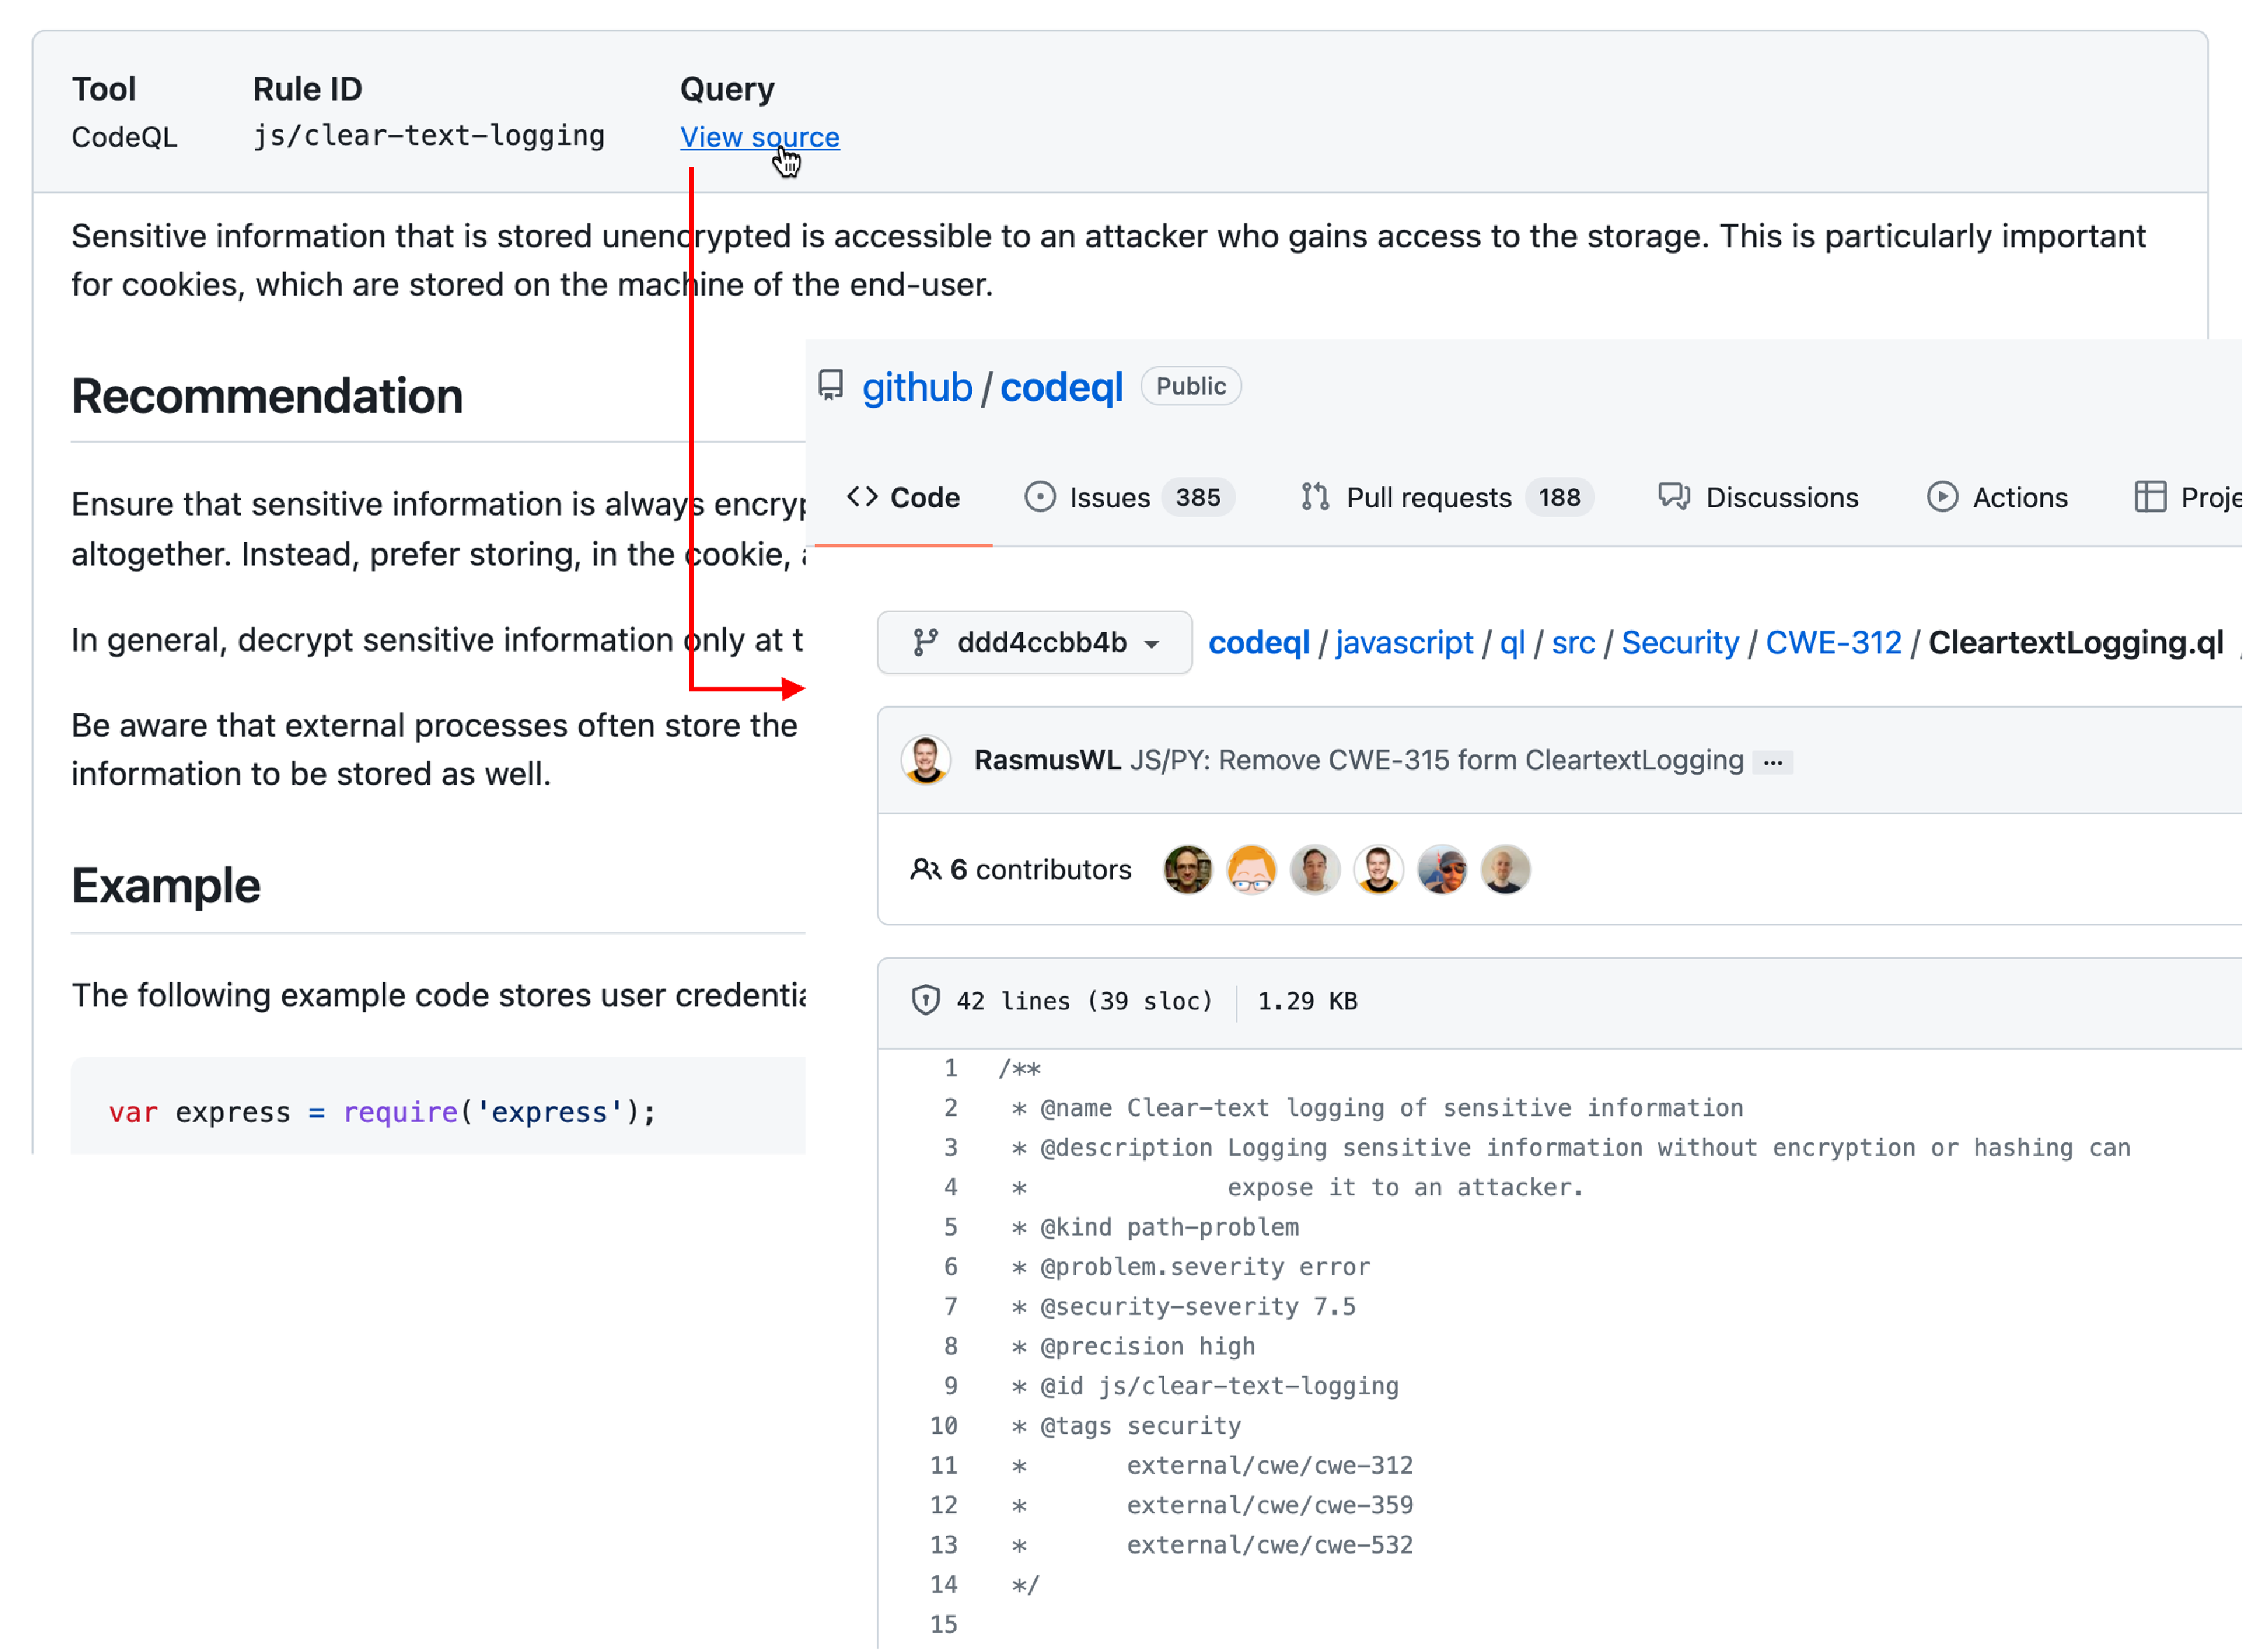 Tool Rule ID Query
CodeQL js/clear-text-logging View source
Sensitive information that is stored unencrypted is accessible to an attacker who gains access to the storage. This is particularly important
for cookies, which are stored on the machine of the end-user.
Recommendation
Ensure that sensitive information is always
altogether. Instead, prefer storing, in the cookie,
In general, decrypt sensitive information only at
Be aware that external processes often store the
information to be stored as well.
Example
The following example code stores user
var express = require('express');
github / codeql Public
Code Issues 385 Pull requests 188 Discussions Actions
ddd4ccbb4b codeql / javascript / ql / src / Security / CWE-312 / CleartextLogging.ql
RasmusWL JS/PY: Remove CWE-315 form CleartextLogging ...
6 contributors
42 lines (39 sloc) 1.29 KB
1 /**
2 * @name Clear-text logging of sensitive information
3 * @description Logging sensitive information without encryption or hashing can
4 * expose it to an attacker.
5 * @kind path-problem
6 * @problem.severity error
7 * @security-severity 7.5
8 * @precision high
9 * @id js/clear-text-logging
10 * @tags security
11 * external/cwe/cwe-312
12 * external/cwe/cwe-359
13 * external/cwe/cwe-532
14 */
15